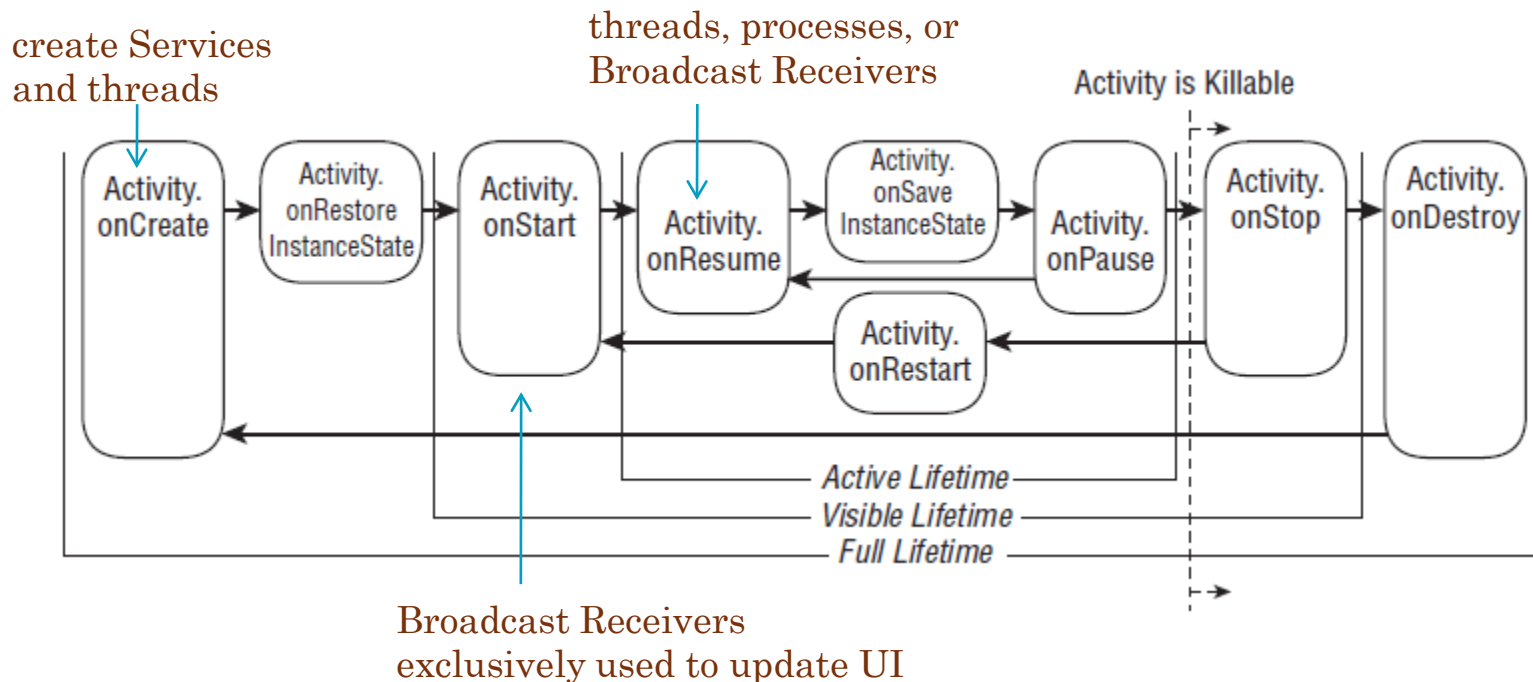 create Services
and threads
threads, processes, or
Broadcast Receivers
Activity is Killable
Activity.
onCreate
Activity.
onRestore
InstanceState
Activity.
onStart
Activity.
onResume
Activity.
onSave
InstanceState
Activity.
onPause
Activity.
onStop
Activity.
onDestroy
Activity.
onRestart
Active Lifetime
Visible Lifetime
Full Lifetime
Broadcast Receivers
exclusively used to update UI